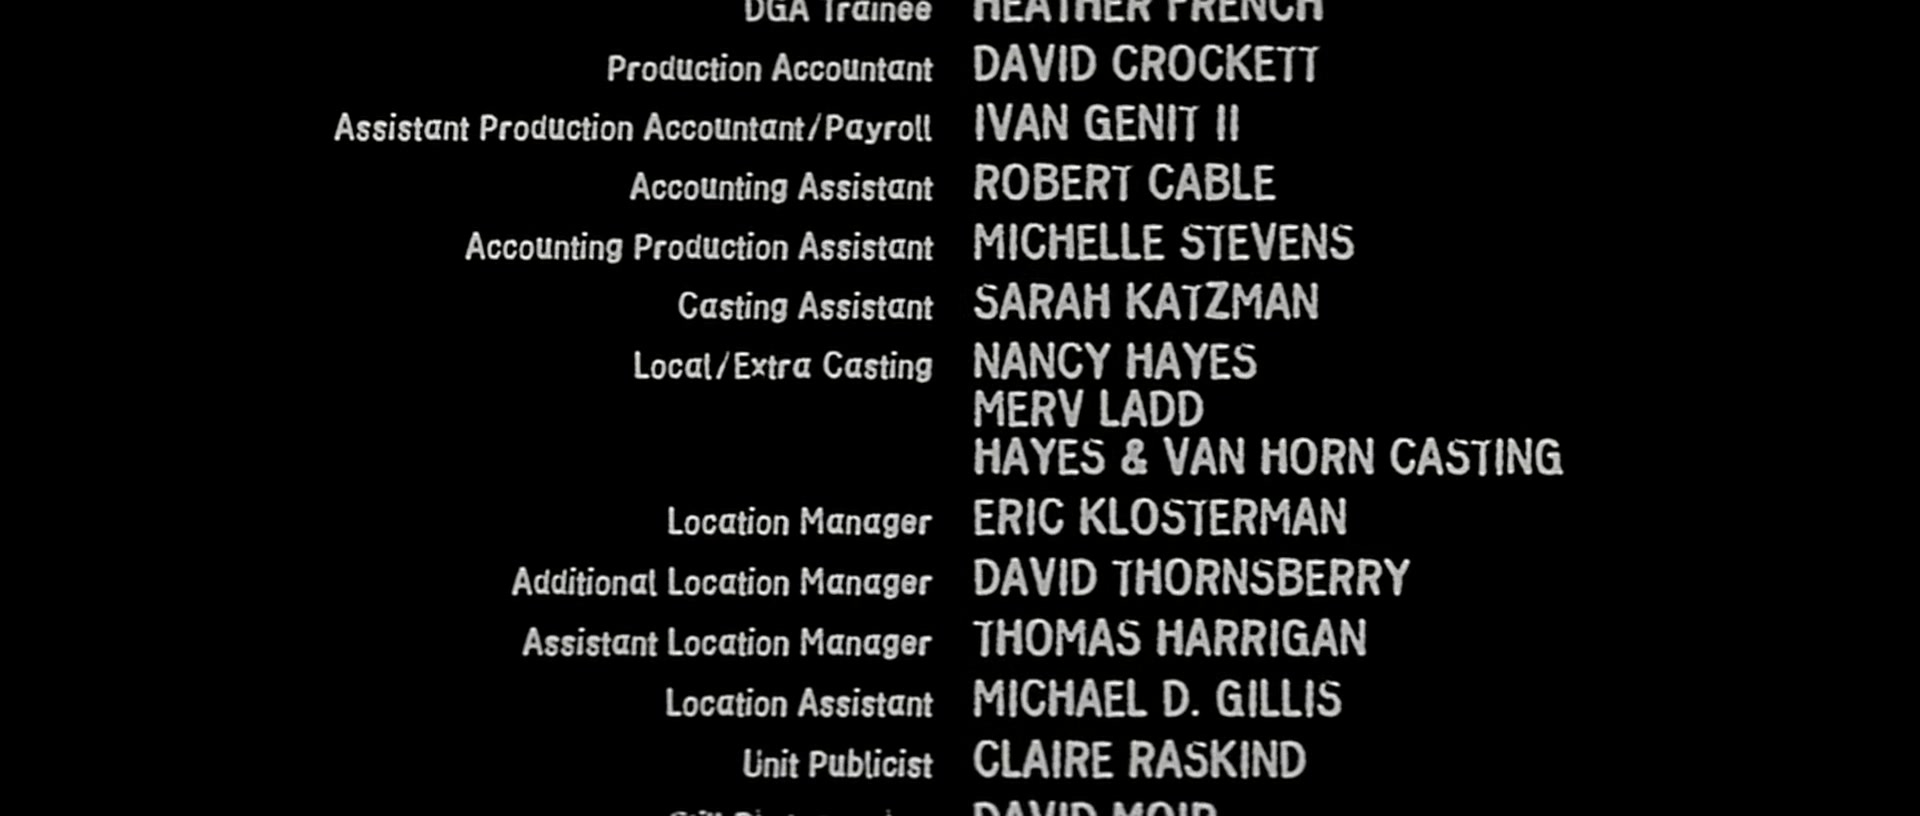 DGA Trainee HEATHER FRENCH
Production Accountant DAVID CROCKETT
Assistant Production Accountant/Payroll IVAN GENIT II
Accounting Assistant ROBERT CABLE
Accounting Production Assistant MICHELLE STEVENS
Casting Assistant SARAH KATZMAN
Local/Extra Casting NANCY HAYES
MERV LADD
HAYES & VAN HORN CASTING
Location Manager ERIC KLOSTERMAN
Additional Location Manager DAVID THORNSBERRY
Assistant Location Manager THOMAS HARRIGAN
Location Assistant MICHAEL D. GILLIS
Unit Publicist CLAIRE RASKIND
DAVID MOIR